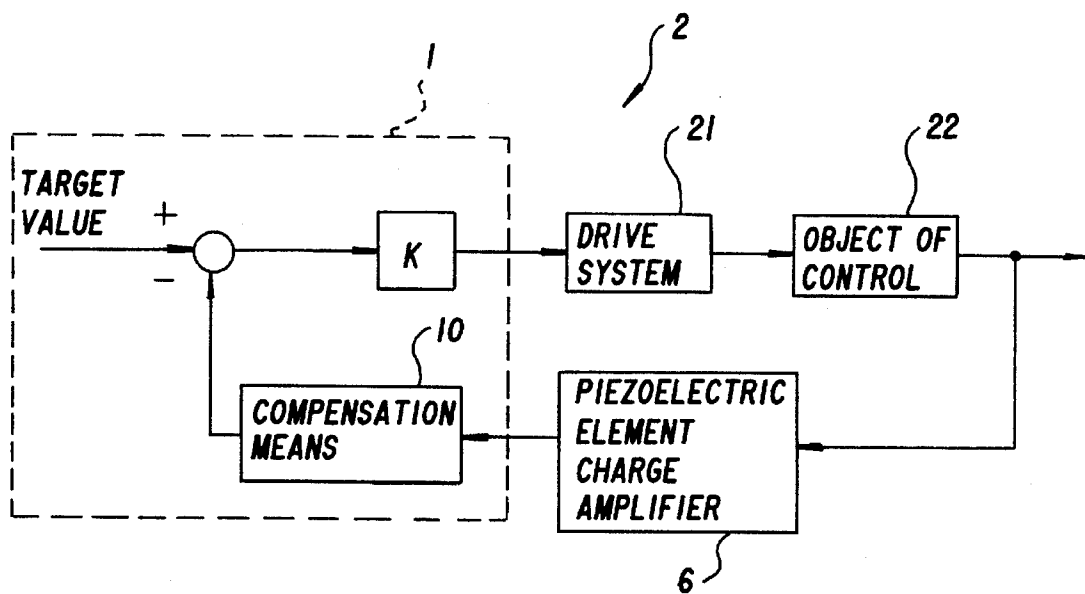 2
1
21
22
TARGET
VALUE
+
−
K
DRIVE
SYSTEM
OBJECT OF
CONTROL
10
COMPENSATION
MEANS
PIEZOELECTRIC
ELEMENT
CHARGE
AMPLIFIER
6